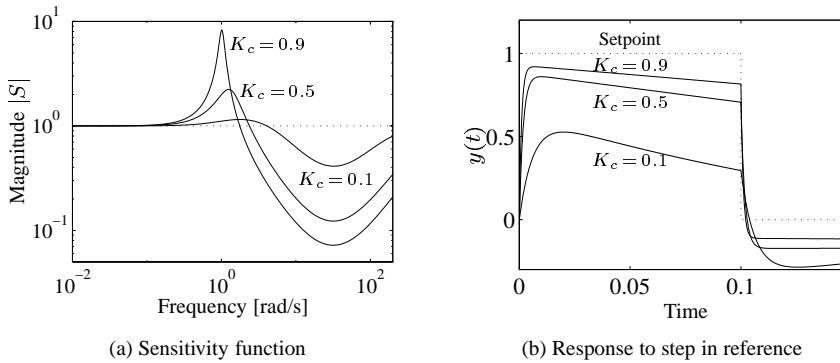 10^1
K_c = 0.9
K_c = 0.5
10^0
K_c = 0.1
10^{-1}
Magnitude |S|
10^{-2}
10^0
10^2
Frequency [rad/s]
(a) Sensitivity function
Setpoint
1
K_c = 0.9
K_c = 0.5
0.5
K_c = 0.1
0
y(t)
0
0.05
0.1
Time
(b) Response to step in reference